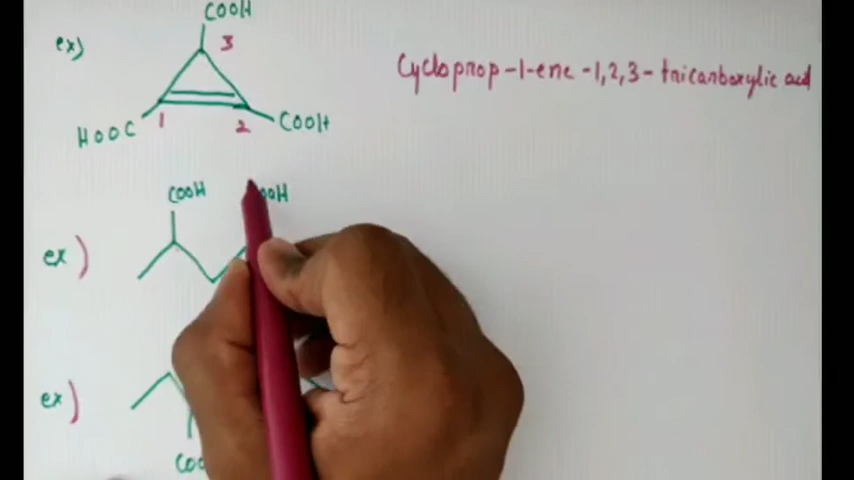 COOH
ex)
3
Cycloprop-1-ene-1,2,3-tricarboxylic acid
HOOC
1
2
COOH
COOH
ex)
ex)